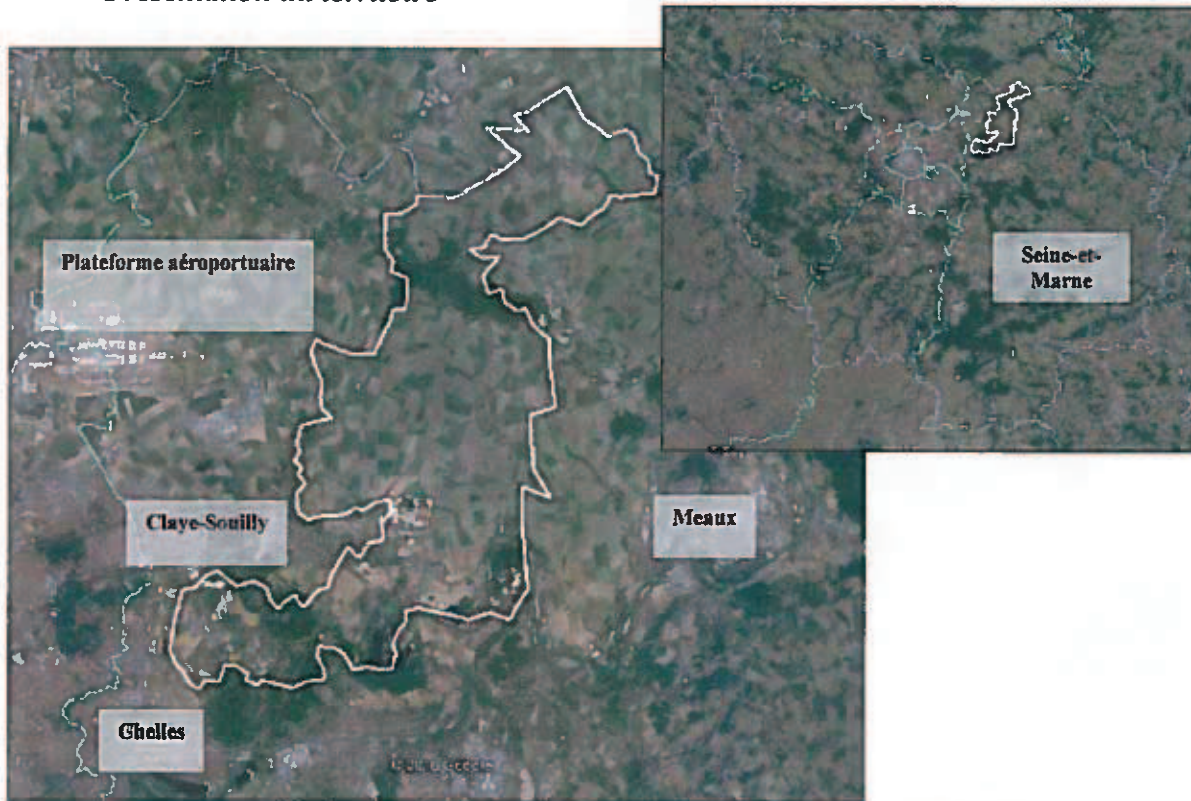 Plateforme aéroportuaire
Seine-et-
Marne
Claye-Souilly
Meaux
Chelles